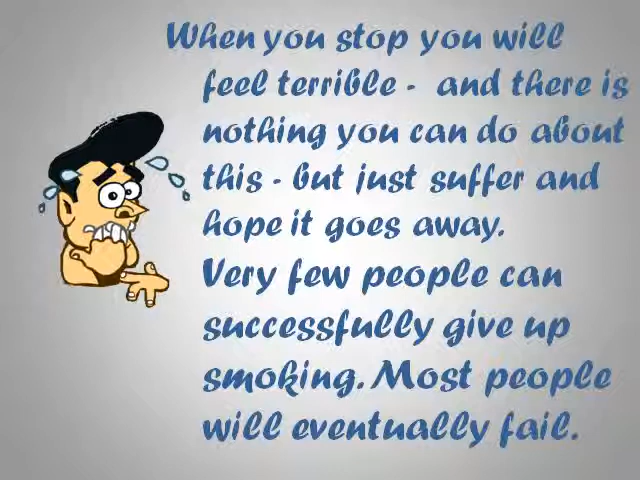 When you stop you will
feel terrible - and there is
nothing you can do about
this - but just suffer and
hope it goes away.
Very few people can
successfully give up
smoking. Most people
will eventually fail.